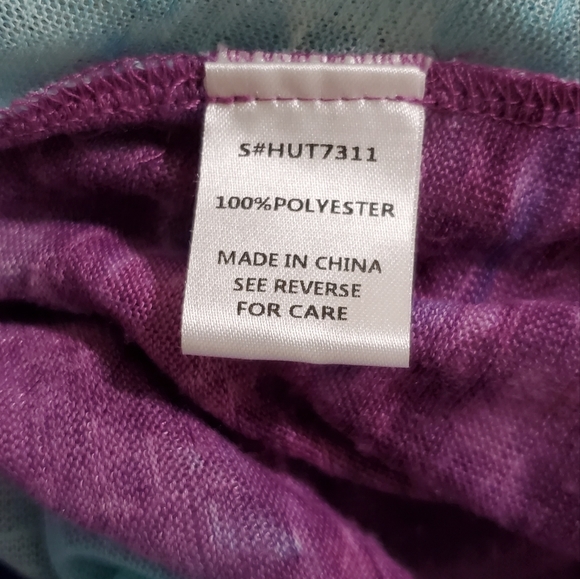 S#HUT7311
100%POLYESTER
MADE IN CHINA
SEE REVERSE
FOR CARE